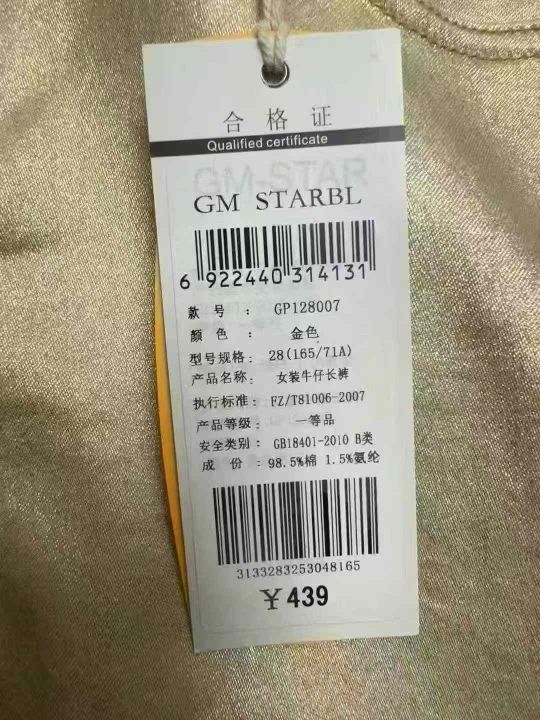 合格证
Qualified certificate
GM-STAR
GM STARBL
6 922440 314131
款号: GP128007
颜色: 金色
型号规格: 28(165/71A)
产品名称: 女装牛仔长裤
执行标准: FZ/T81006-2007
产品等级: 一等品
安全类别: GB18401-2010 B类
成份: 98.5%棉 1.5%氨纶
3133283253048165
¥439